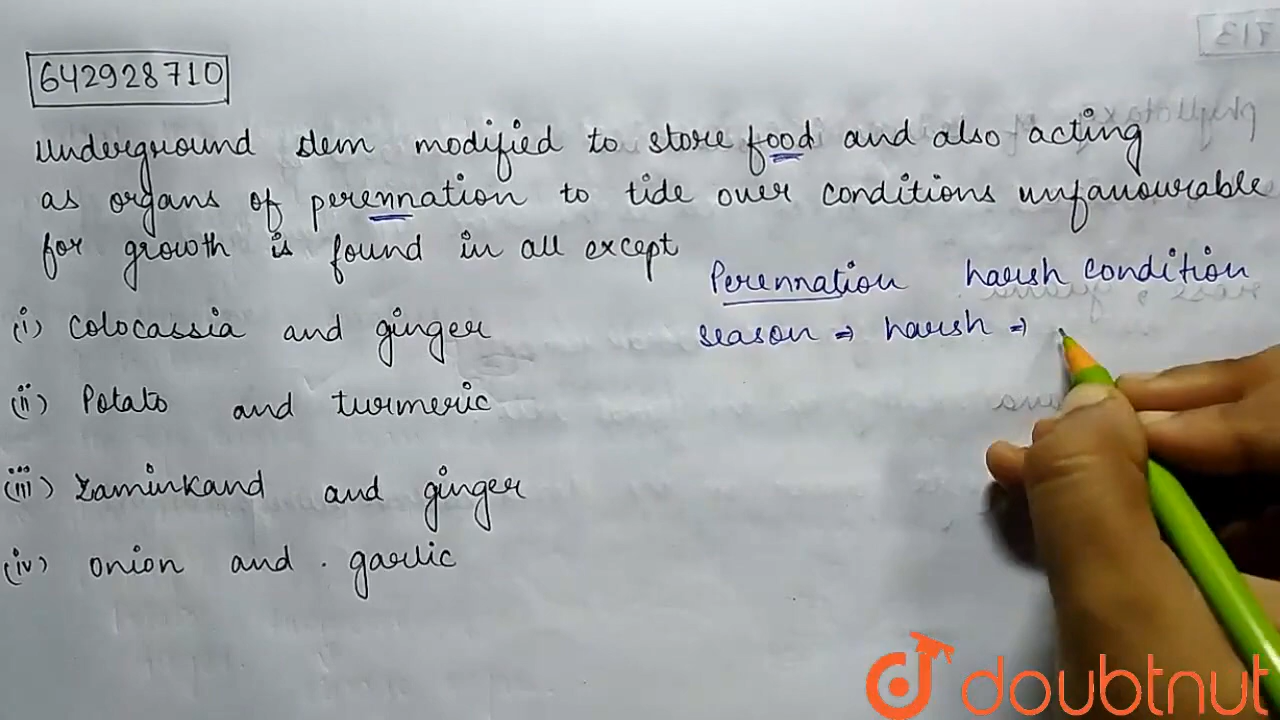 642928710
underground stem modified to store food and also acting
as organs of perennation to tide over conditions unfavourable
for growth is found in all except
Perennation harsh condition
season ⇒ harsh ⇒
(i) colocassia and ginger
(ii) Potato and turmeric
(iii) zaminkand and ginger
(iv) onion and garlic
doubtnut